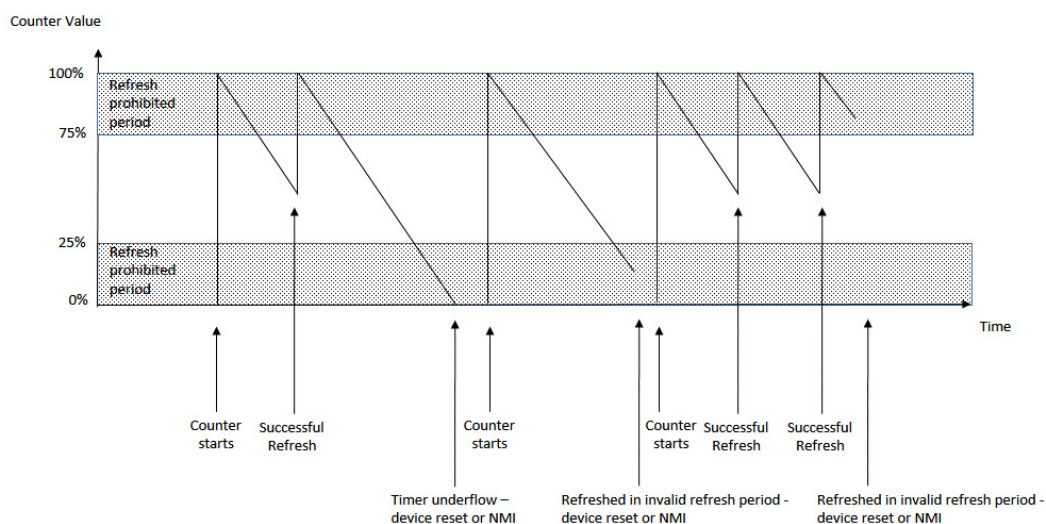 Counter Value
100%
Refresh
prohibited
period
75%
25%
Refresh
prohibited
period
0%
Time
Counter
starts
Successful
Refresh
Counter
starts
Counter
starts
Successful
Refresh
Successful
Refresh
Timer underflow –
device reset or NMI
Refreshed in invalid refresh period -
device reset or NMI
Refreshed in invalid refresh period -
device reset or NMI